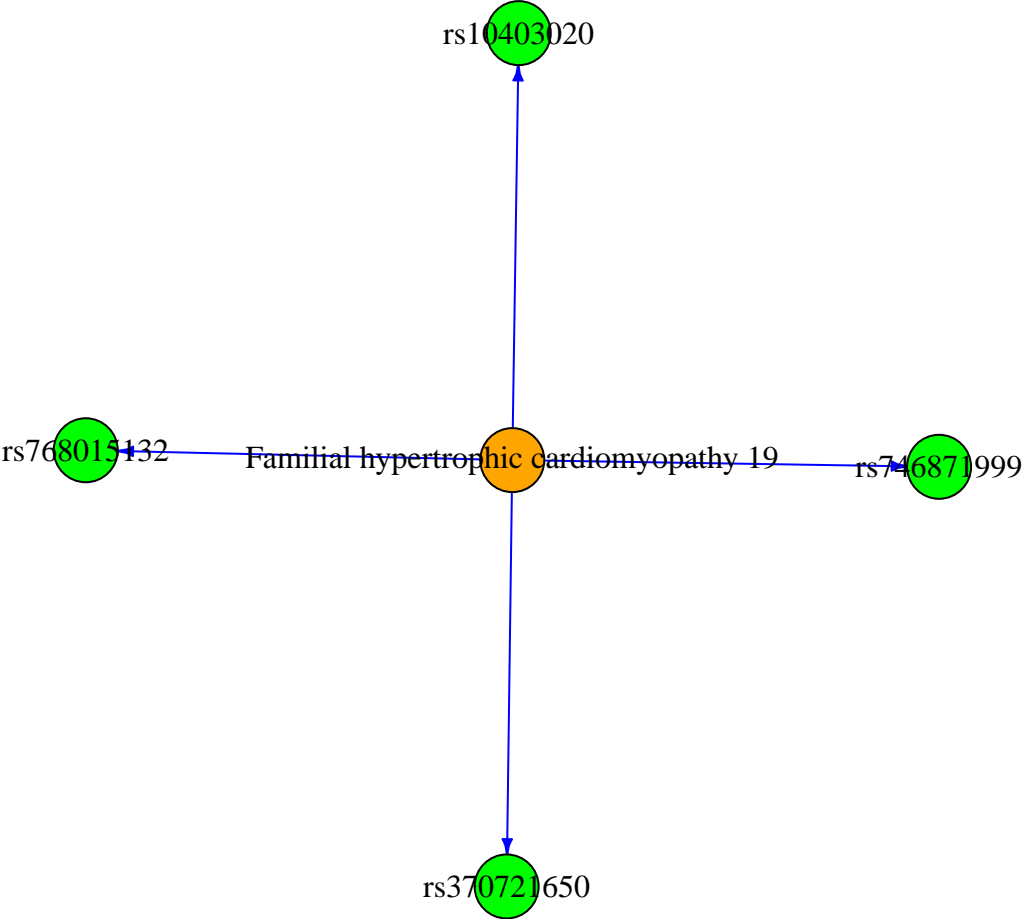 rs10403020
rs768015132
Familial hypertrophic cardiomyopathy 19
rs746871999
rs370721650